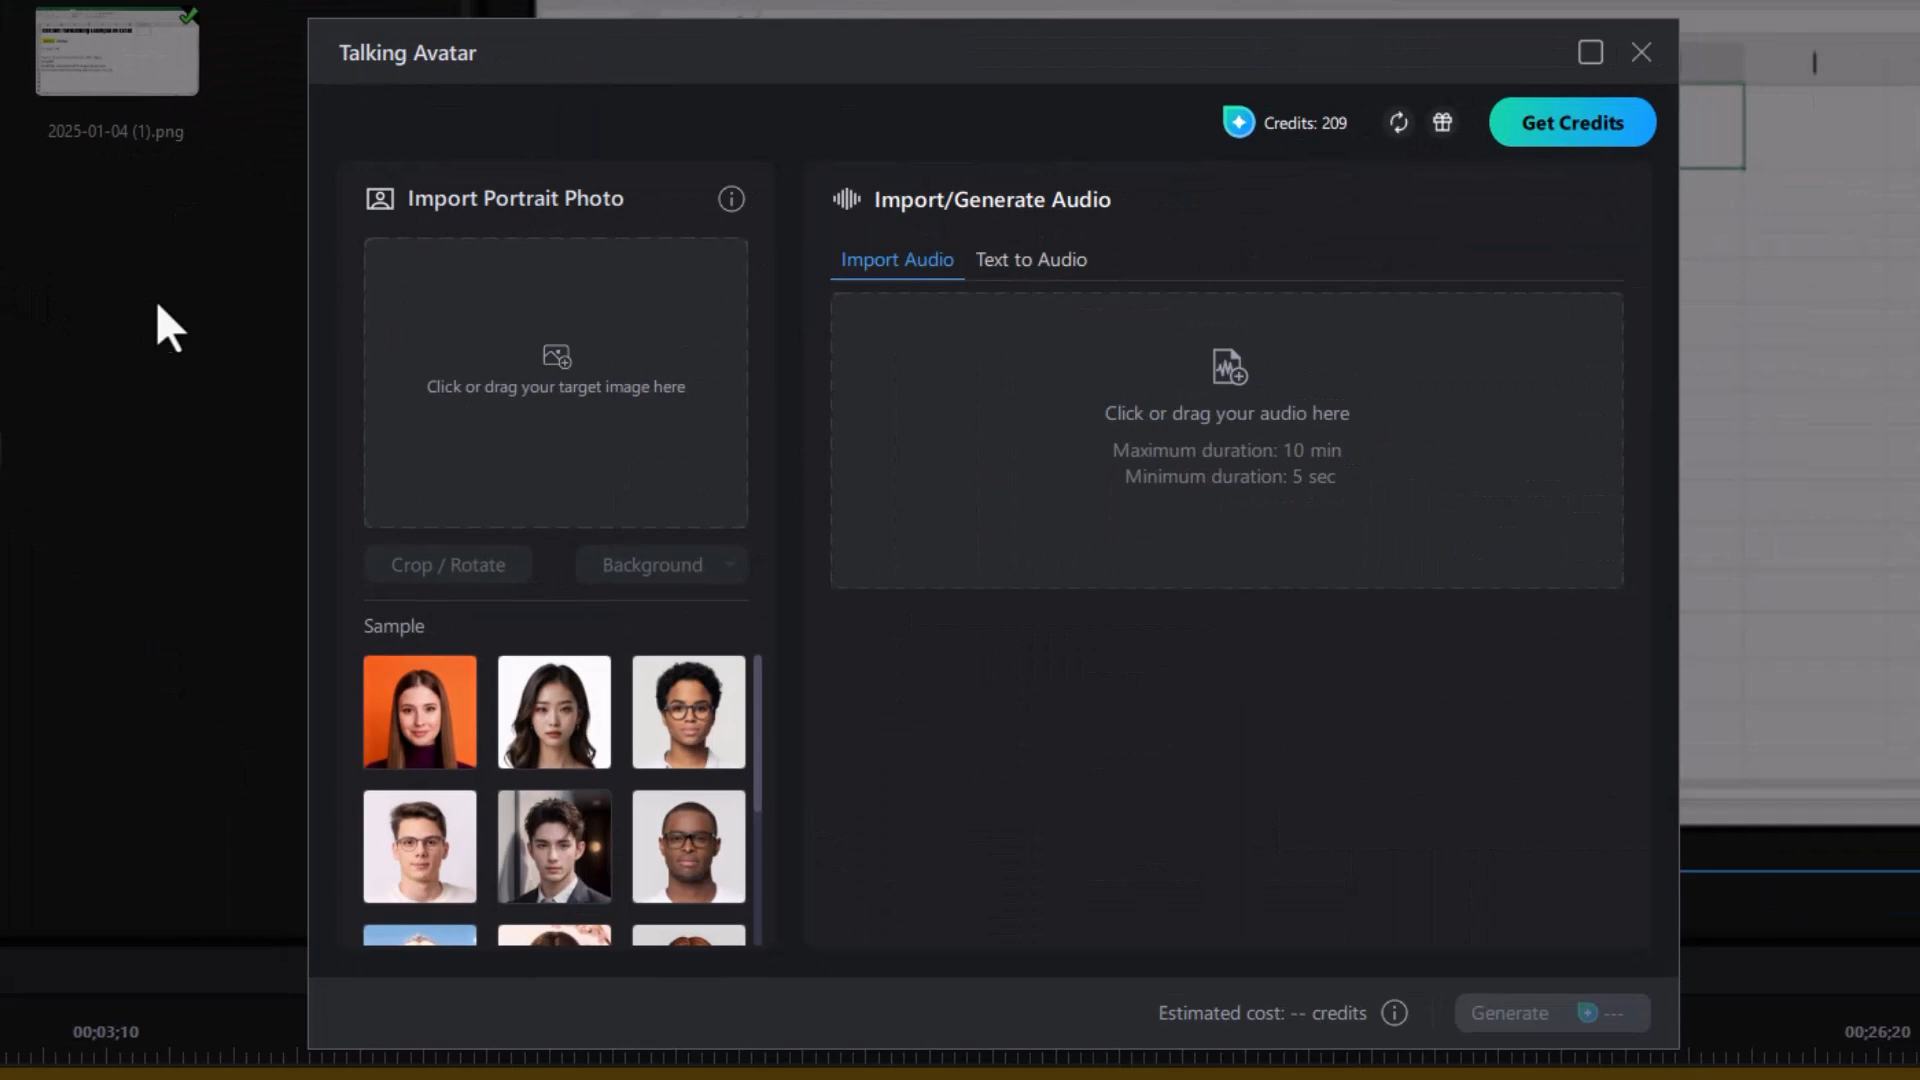 Talking Avatar
2025-01-04 (1).png
Credits: 209
Get Credits
Import Portrait Photo
Import/Generate Audio
Import Audio
Text to Audio
Click or drag your target image here
Click or drag your audio here
Maximum duration: 10 min
Minimum duration: 5 sec
Crop / Rotate
Background
Sample
Estimated cost: -- credits
Generate ---
00;03;10
00;26;20